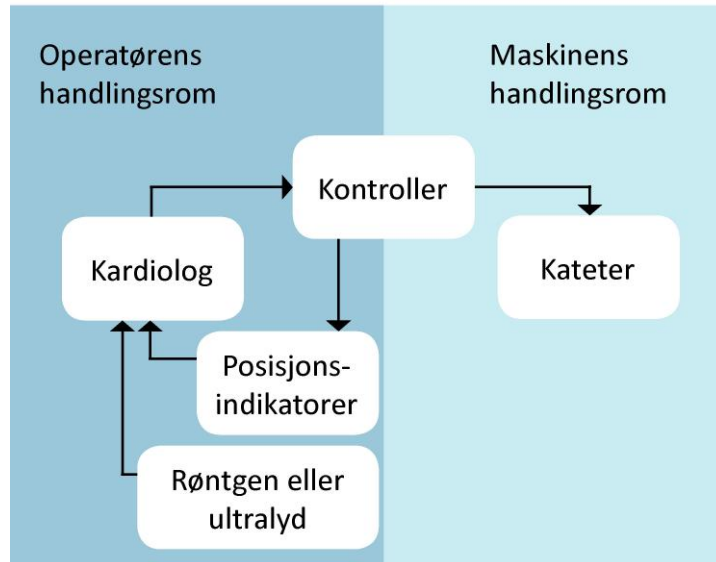 Operatørens
handlingsrom
Maskinens
handlingsrom
Kontroller
Kardiolog
Kateter
Posisjons-
indikatorer
Røntgen eller
ultralyd